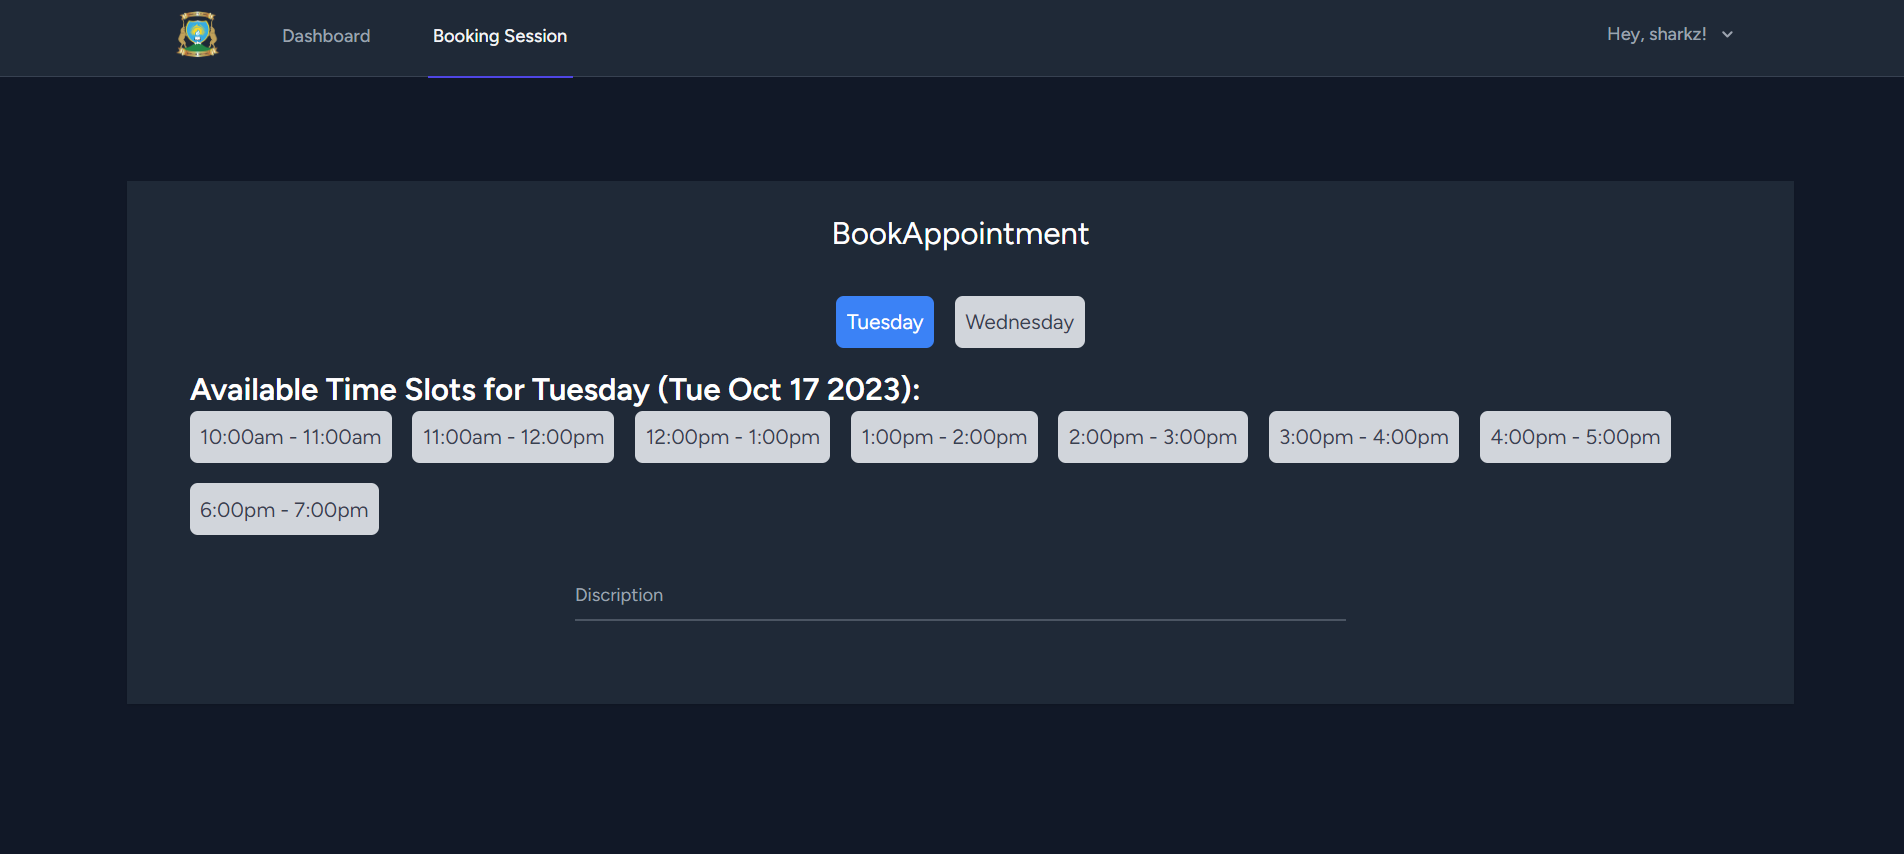 Dashboard Booking Session Hey, sharkz!
BookAppointment
Tuesday Wednesday
Available Time Slots for Tuesday (Tue Oct 17 2023):
10:00am - 11:00am 11:00am - 12:00pm 12:00pm - 1:00pm 1:00pm - 2:00pm 2:00pm - 3:00pm 3:00pm - 4:00pm 4:00pm - 5:00pm
6:00pm - 7:00pm
Discription